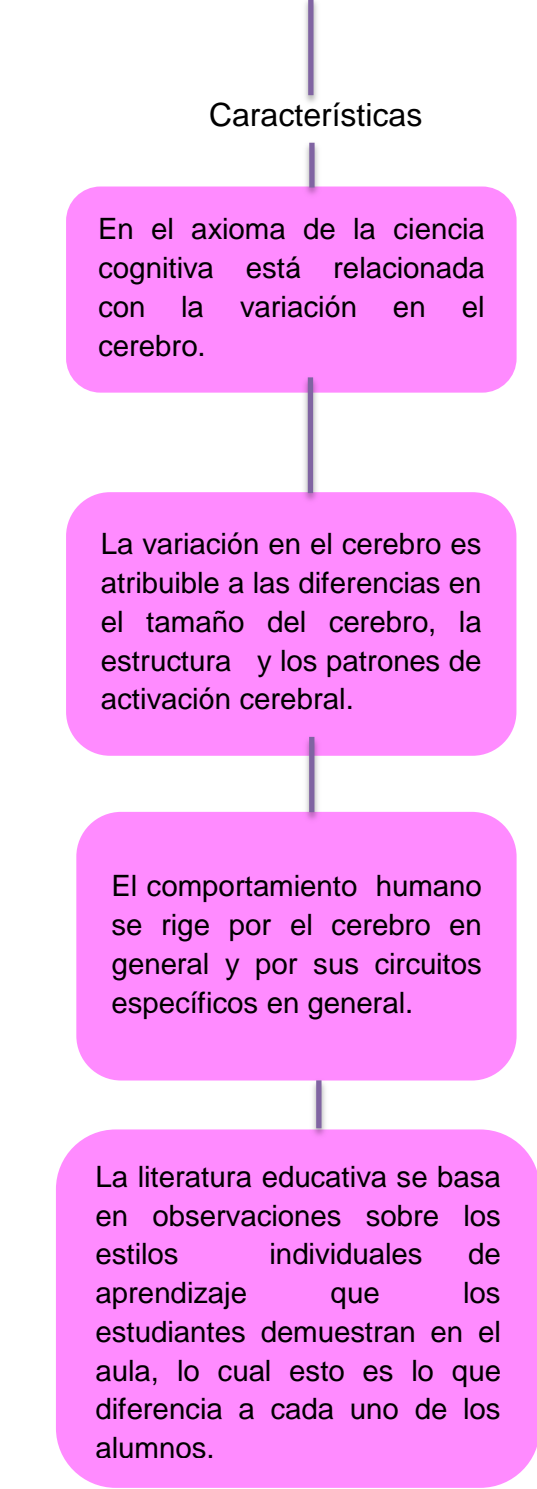 Características
En el axioma de la ciencia
cognitiva está relacionada
con la variación en el
cerebro.
La variación en el cerebro es
atribuible a las diferencias en
el tamaño del cerebro, la
estructura y los patrones de
activación cerebral.
El comportamiento humano
se rige por el cerebro en
general y por sus circuitos
específicos en general.
La literatura educativa se basa
en observaciones sobre los
estilos individuales de
aprendizaje que los
estudiantes demuestran en el
aula, lo cual esto es lo que
diferencia a cada uno de los
alumnos.